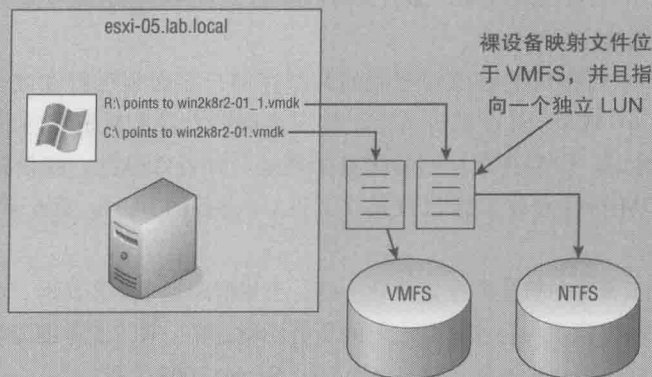 esxi-05.lab.local
裸设备映射文件位
于 VMFS，并且指
向一个独立 LUN
R:\ points to win2k8r2-01_1.vmdk
C:\ points to win2k8r2-01.vmdk
VMFS
NTFS